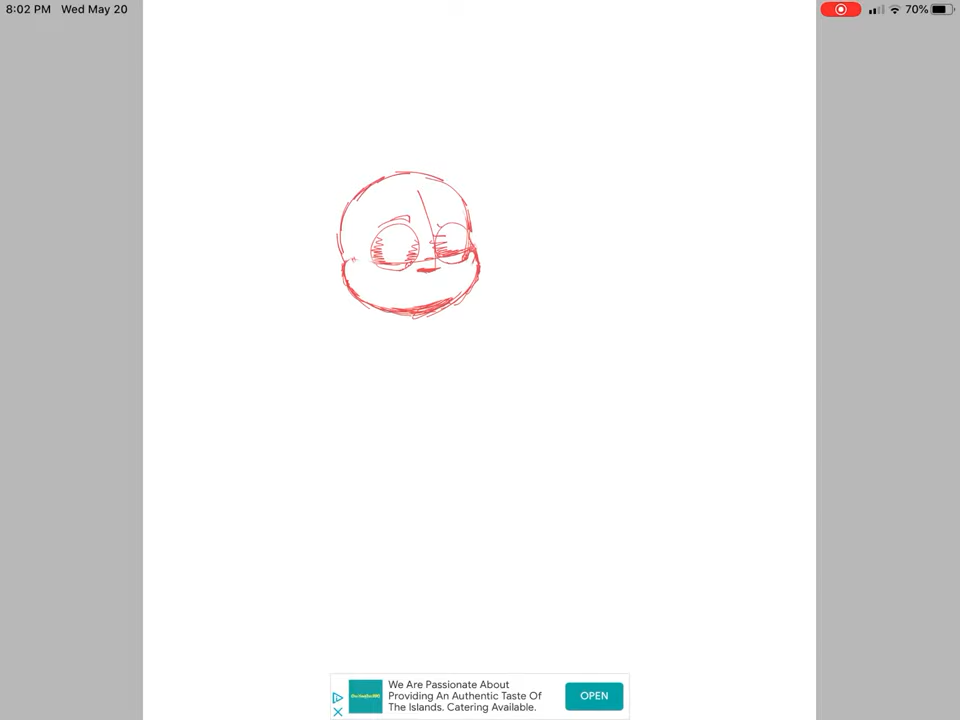 8:02 PM Wed May 20
70%
We Are Passionate About
Providing An Authentic Taste Of
The Islands. Catering Available.
OPEN